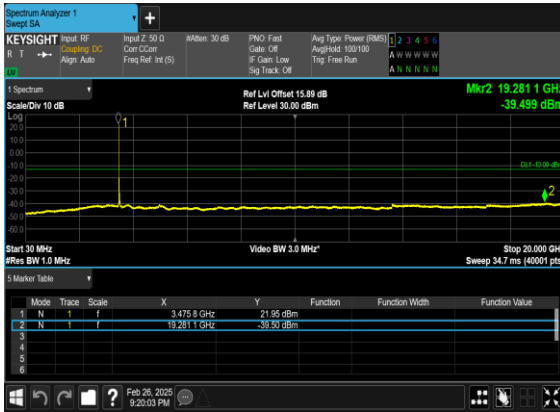 Spectrum Analyzer 1
Swept SA
+
KEYSIGHT Input: RF Input Z: 50 Ω #Atten: 30 dB PNO: Fast Avg Type: Power (RMS) 1 2 3 4 5 6
R T Coupling: DC Corr CCorr Gate: Off Avg|Hold: 100/100 A W W W W W
Align: Auto Freq Ref: Int (S) IF Gain: Low Trig: Free Run
LXI Sig Track: Off A N N N N N
1 Spectrum Ref Lvl Offset 15.89 dB Mkr2 19.281 1 GHz
Scale/Div 10 dB Ref Level 30.00 dBm -39.499 dBm
Log
1
20.0
10.0
0.00
-10.0 DL1 -13.00 dBm
-20.0
-30.0 2
-40.0
-50.0
-60.0
Start 30 MHz Video BW 3.0 MHz* Stop 20.000 GHz
#Res BW 1.0 MHz Sweep 34.7 ms (40001 pts)
5 Marker Table
Mode Trace Scale X Y Function Function Width Function Value
1 N 1 f 3.475 8 GHz 21.95 dBm
2 N 1 f 19.281 1 GHz -39.50 dBm
3
4
5
6
? Feb 26, 2025
9:20:03 PM